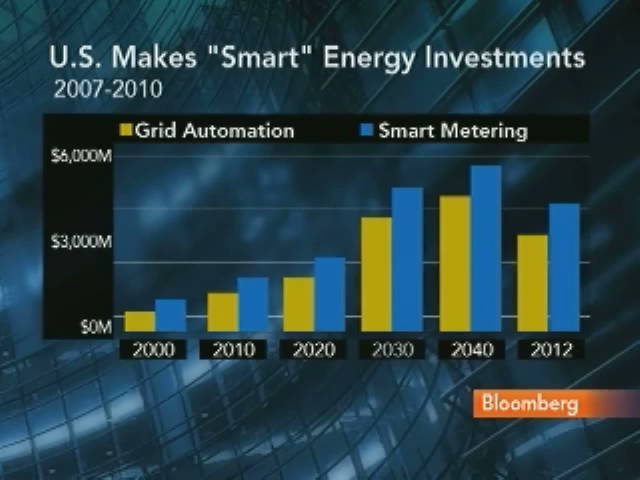 U.S. Makes "Smart" Energy Investments
2007-2010
Grid Automation Smart Metering
$6,000M
$3,000M
$0M
2000 2010 2020 2030 2040 2012
Bloomberg